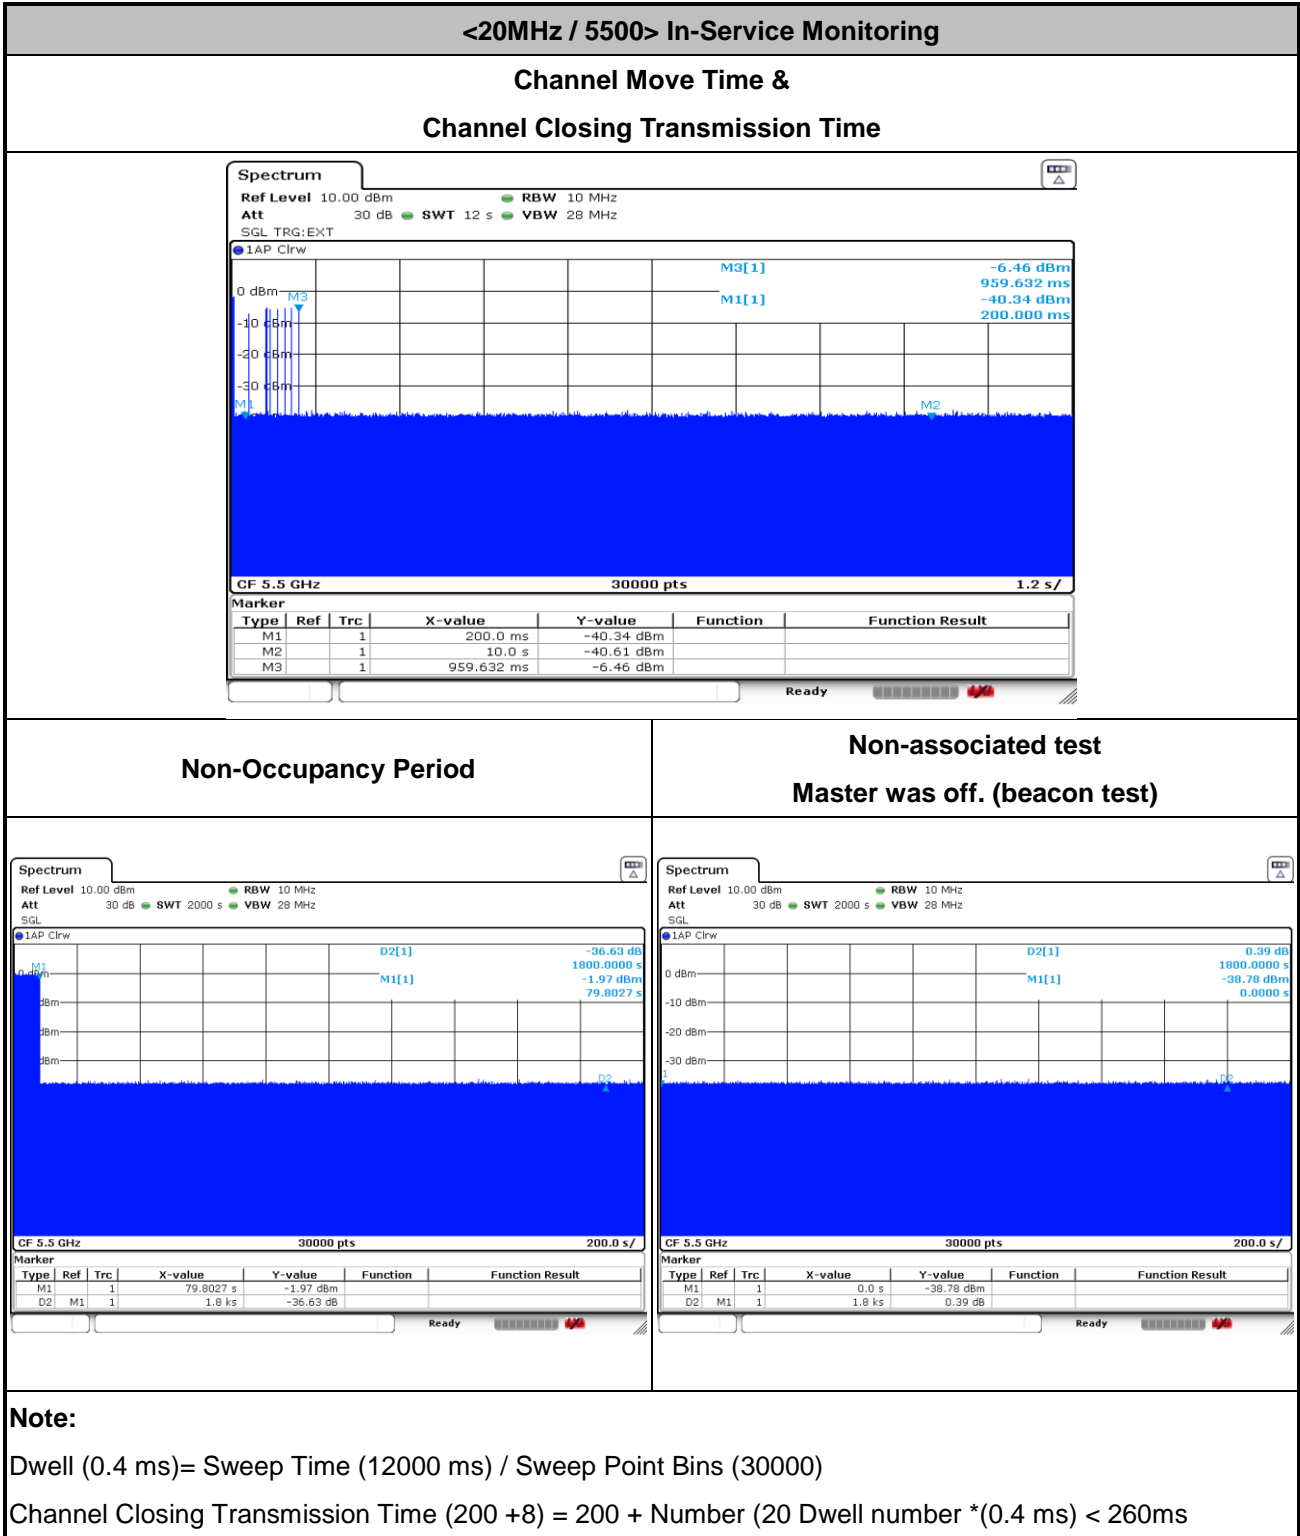 <20MHz / 5500> In-Service Monitoring
Channel Move Time &
Channel Closing Transmission Time
Spectrum
Ref Level 10.00 dBm RBW 10 MHz
Att 30 dB SWT 12 s VBW 28 MHz
SGL TRG:EXT
1AP Clrw
M3[1] -6.46 dBm
959.632 ms
M1[1] -40.34 dBm
200.000 ms
0 dBm
M3
-10 dBm
-20 dBm
-30 dBm
M1
M2
CF 5.5 GHz 30000 pts 1.2 s/
Marker
Type Ref Trc X-value Y-value Function Function Result
M1 1 200.0 ms -40.34 dBm
M2 1 10.0 s -40.61 dBm
M3 1 959.632 ms -6.46 dBm
Ready
Non-Occupancy Period
Non-associated test
Master was off. (beacon test)
Spectrum
Ref Level 10.00 dBm RBW 10 MHz
Att 30 dB SWT 2000 s VBW 28 MHz
SGL
1AP Clrw
D2[1] -36.63 dB
1800.0000 s
M1[1] -1.97 dBm
79.8027 s
M1
0 dBm
dBm
dBm
dBm
D2
CF 5.5 GHz 30000 pts 200.0 s/
Marker
Type Ref Trc X-value Y-value Function Function Result
M1 1 79.8027 s -1.97 dBm
D2 M1 1 1.8 ks -36.63 dB
Ready
Spectrum
Ref Level 10.00 dBm RBW 10 MHz
Att 30 dB SWT 2000 s VBW 28 MHz
SGL
1AP Clrw
D2[1] 0.39 dB
1800.0000 s
M1[1] -38.78 dBm
0.0000 s
0 dBm
-10 dBm
-20 dBm
-30 dBm
1
D2
CF 5.5 GHz 30000 pts 200.0 s/
Marker
Type Ref Trc X-value Y-value Function Function Result
M1 1 0.0 s -38.78 dBm
D2 M1 1 1.8 ks 0.39 dB
Ready
Note:
Dwell (0.4 ms)= Sweep Time (12000 ms) / Sweep Point Bins (30000)
Channel Closing Transmission Time (200 +8) = 200 + Number (20 Dwell number *(0.4 ms) < 260ms